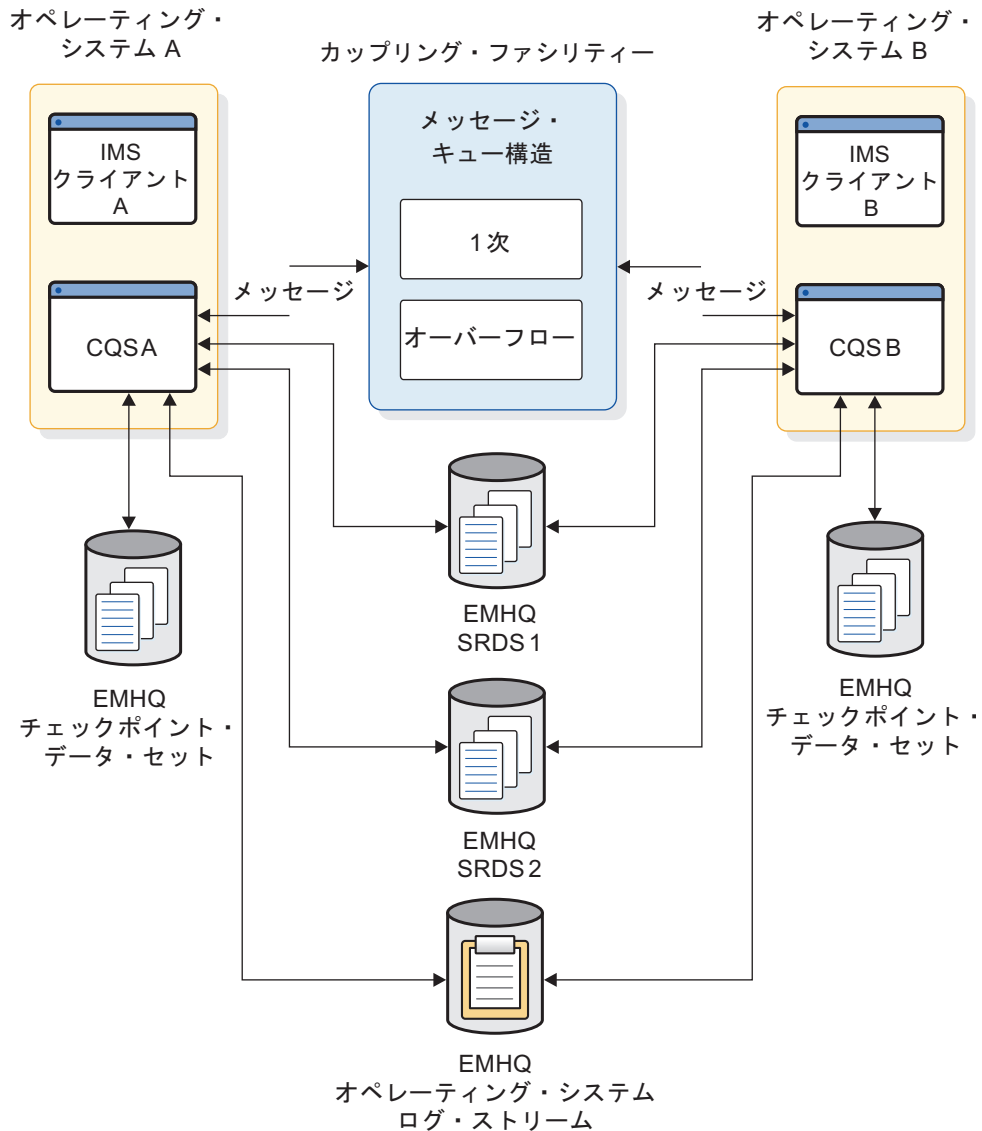 オペレーティング・
システム A
カップリング・ファシリティー
オペレーティング・
システム B
IMS
クライアント
A
メッセージ・
キュー構造
1次
オーバーフロー
IMS
クライアント
B
メッセージ
メッセージ
CQSA
CQSB
EMHQ
SRDS1
EMHQ
チェックポイント・
データ・セット
EMHQ
チェックポイント・
データ・セット
EMHQ
SRDS2
EMHQ
オペレーティング・システム
ログ・ストリーム